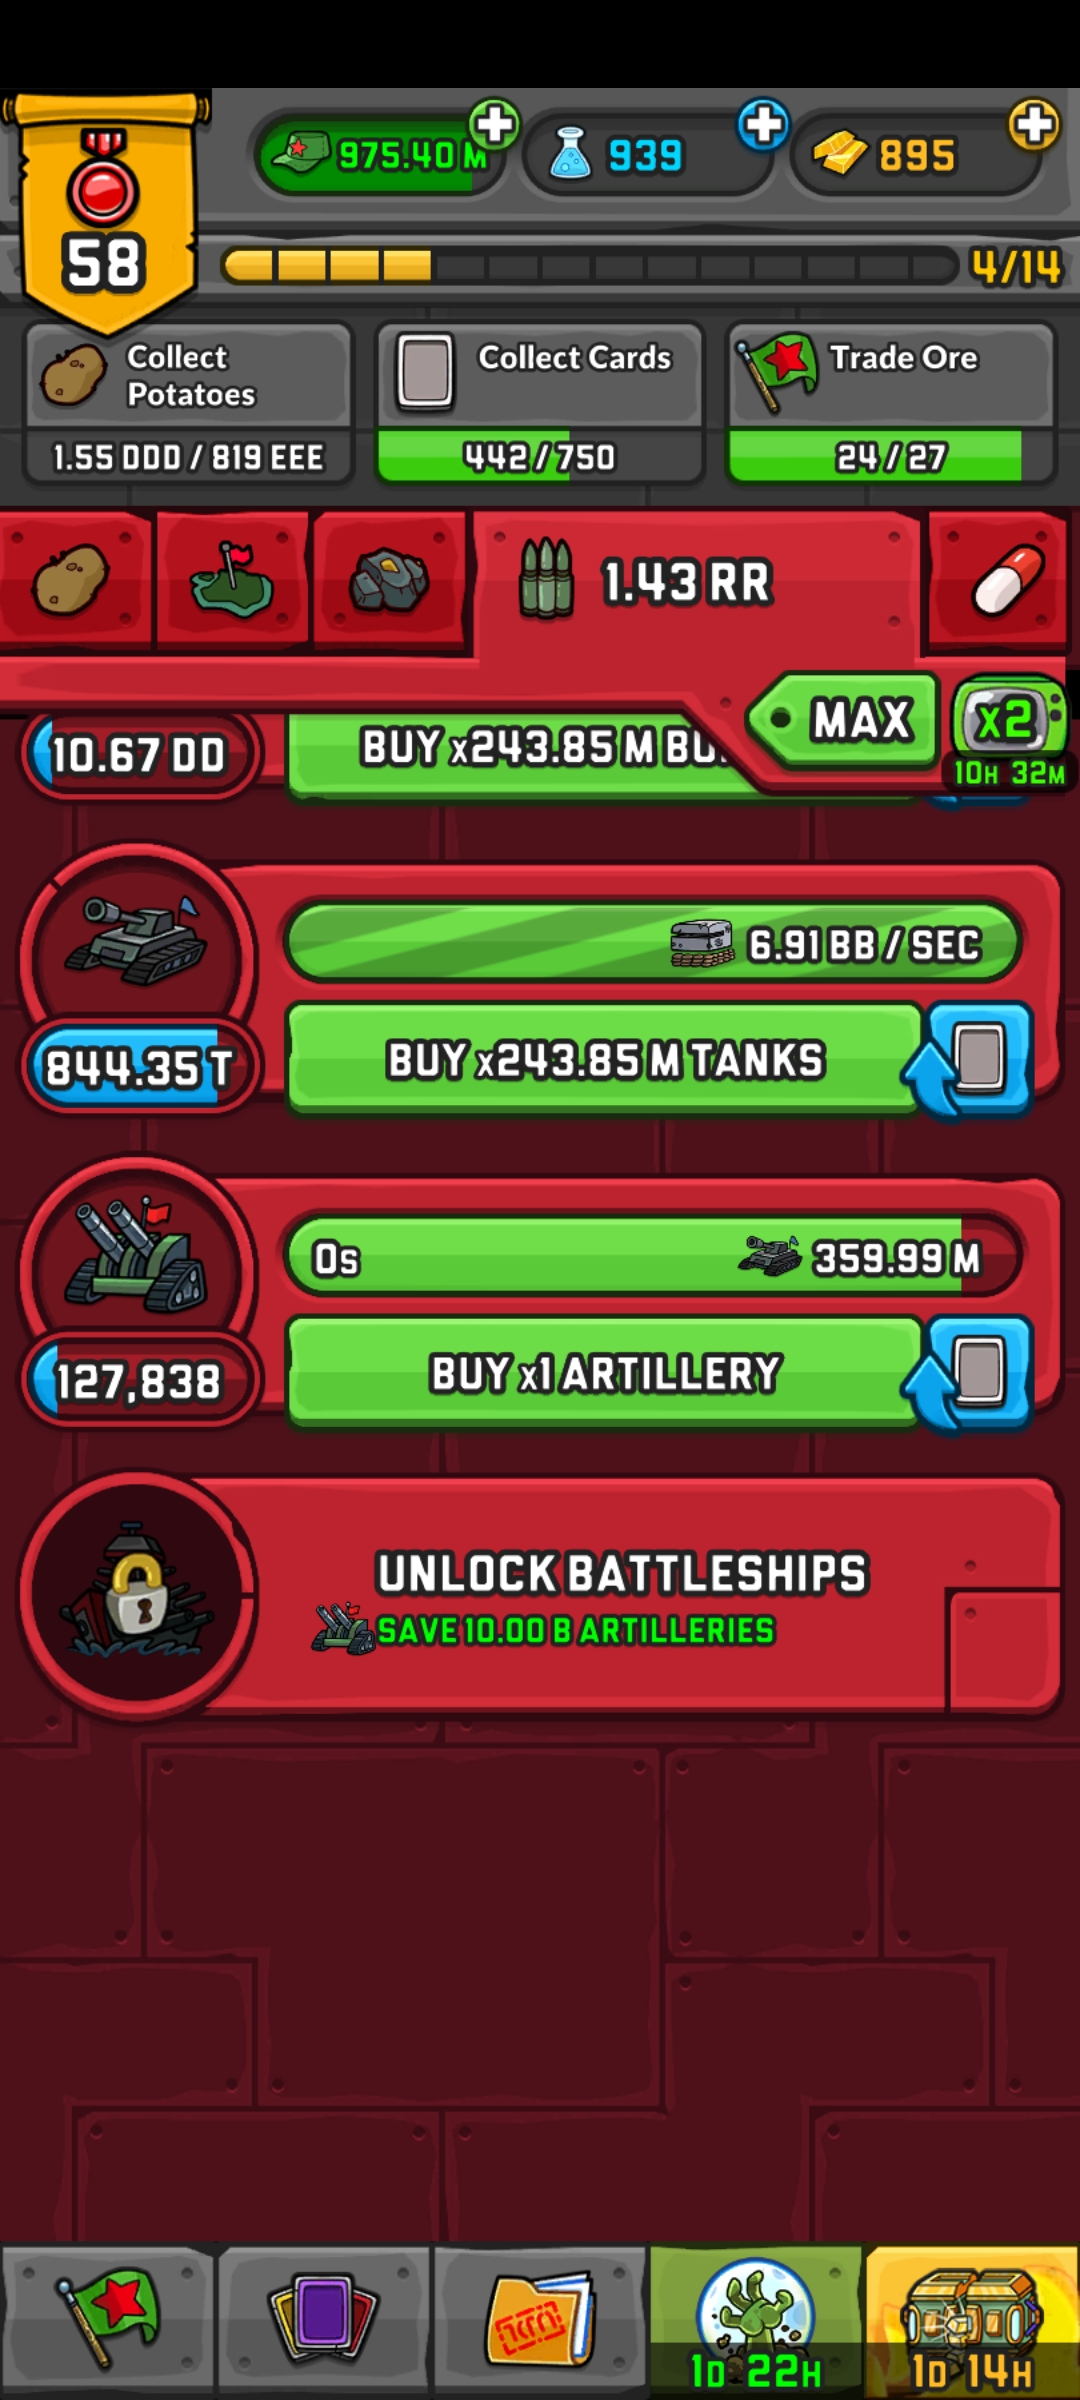 975.40 M
939
895
58
4/14
Collect Potatoes
1.55 DDD / 819 EEE
Collect Cards
442/750
Trade Ore
24/27
1.43 RR
MAX
x2
10H 32M
10.67 DD
BUY x243.85 M BU
6.91 BB / SEC
844.35 T
BUY x243.85 M TANKS
0s
359.99 M
127,838
BUY x1 ARTILLERY
UNLOCK BATTLESHIPS
SAVE 10.00 B ARTILLERIES
1D 22H
1D 14H